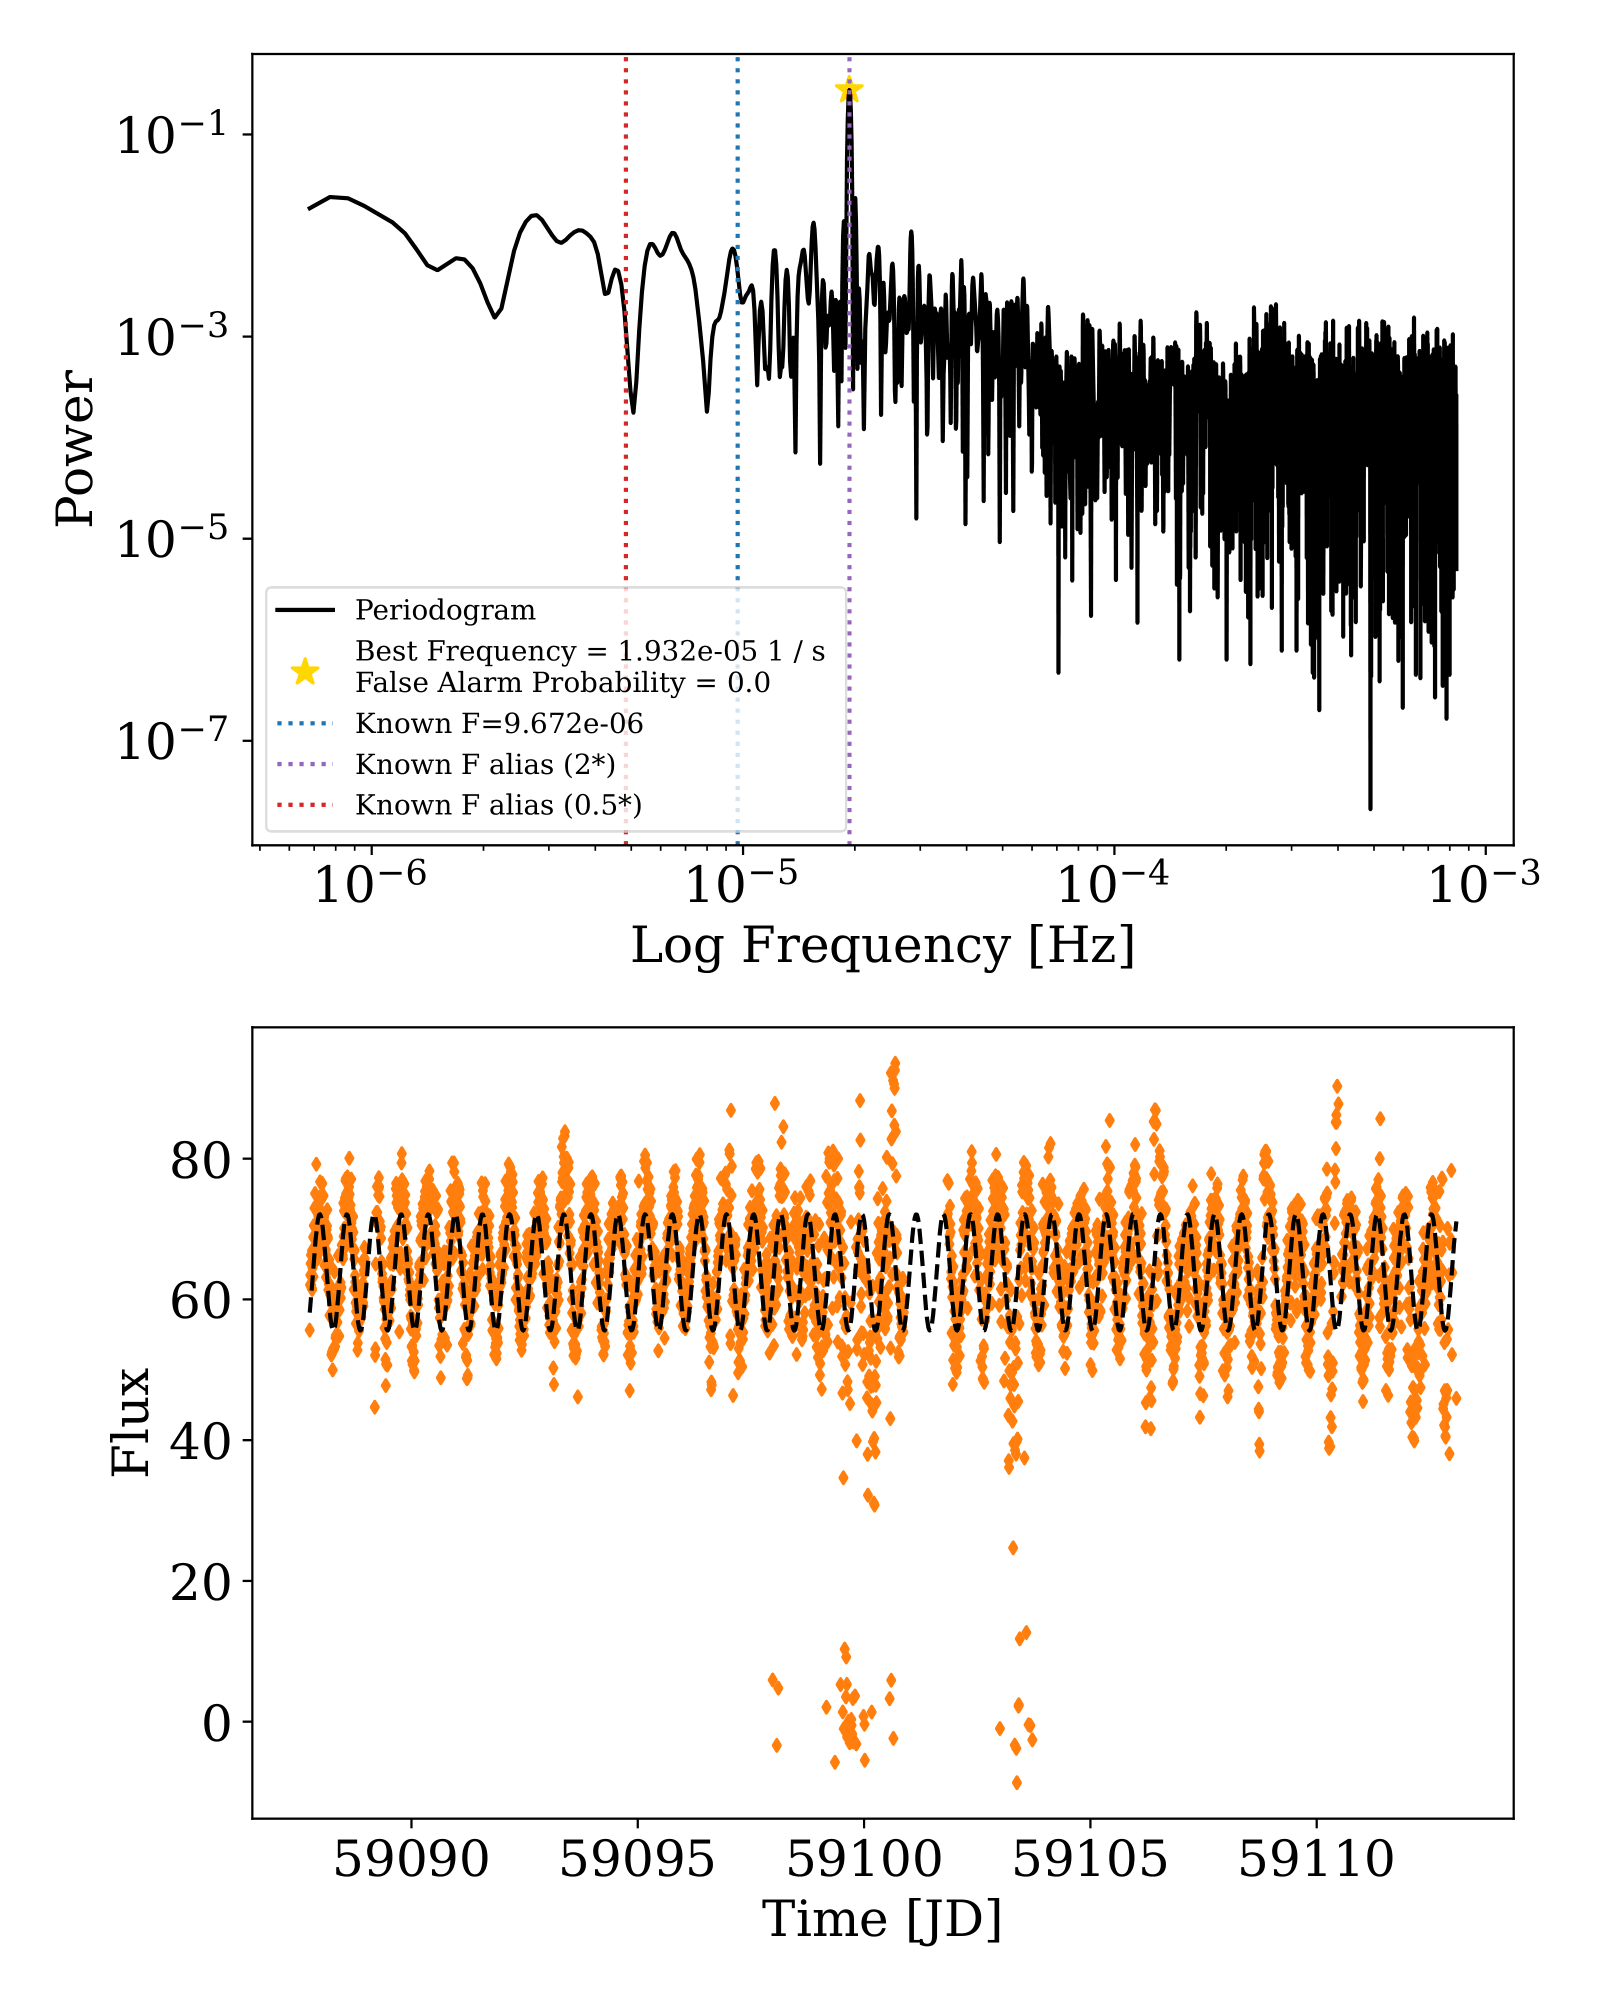 10⁻¹
10⁻³
10⁻⁵
10⁻⁷
Power
Periodogram
Best Frequency = 1.932e-05 1 / s
False Alarm Probability = 0.0
Known F=9.672e-06
Known F alias (2*)
Known F alias (0.5*)
10⁻⁶ 10⁻⁵ 10⁻⁴ 10⁻³
Log Frequency [Hz]
80
60
40
20
0
Flux
59090 59095 59100 59105 59110
Time [JD]